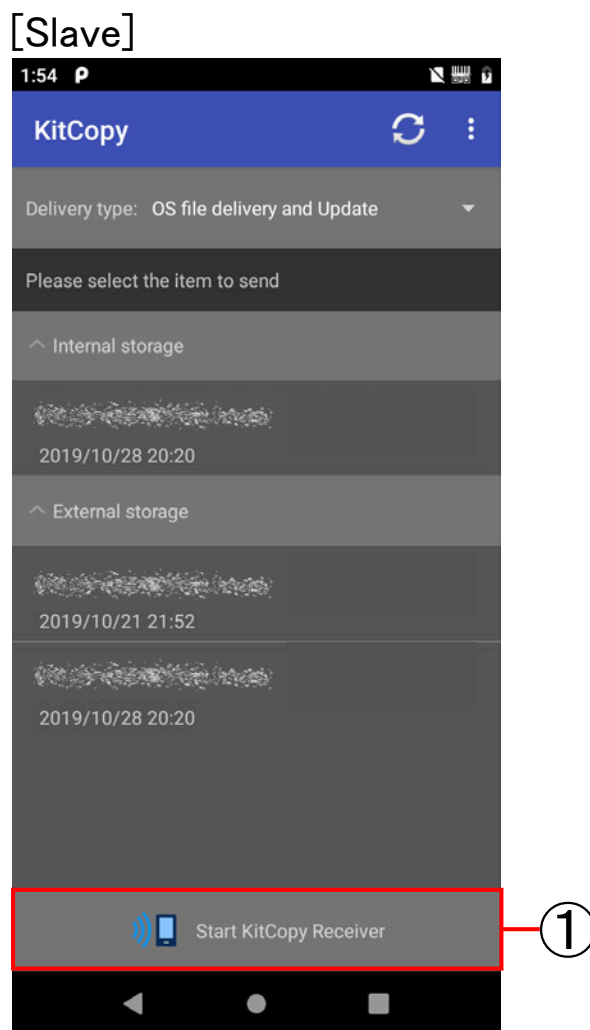 [Slave]
1:54
KitCopy
Delivery type: OS file delivery and Update
Please select the item to send
Internal storage
2019/10/28 20:20
External storage
2019/10/21 21:52
2019/10/28 20:20
Start KitCopy Receiver
①